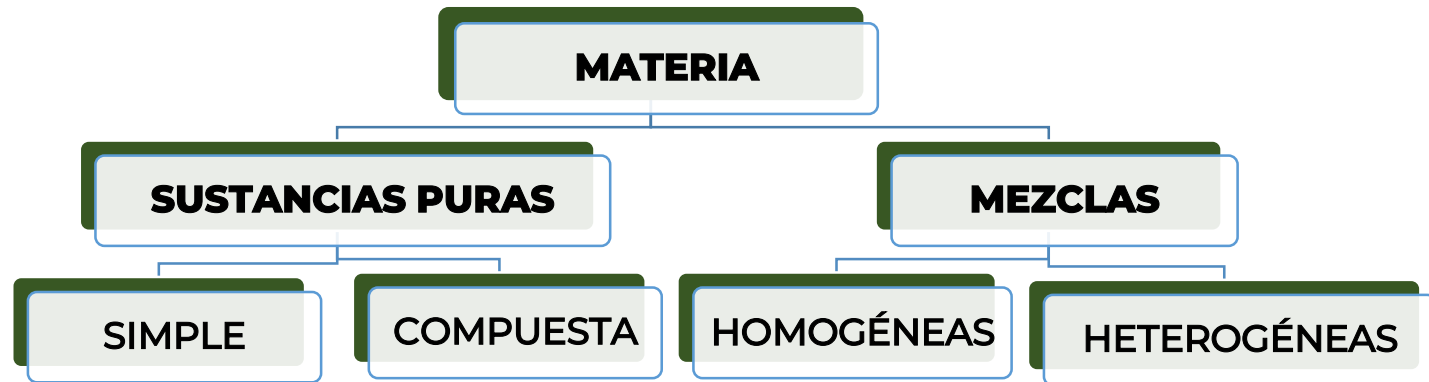 MATERIA
SUSTANCIAS PURAS
MEZCLAS
SIMPLE
COMPUESTA
HOMOGÉNEAS
HETEROGÉNEAS